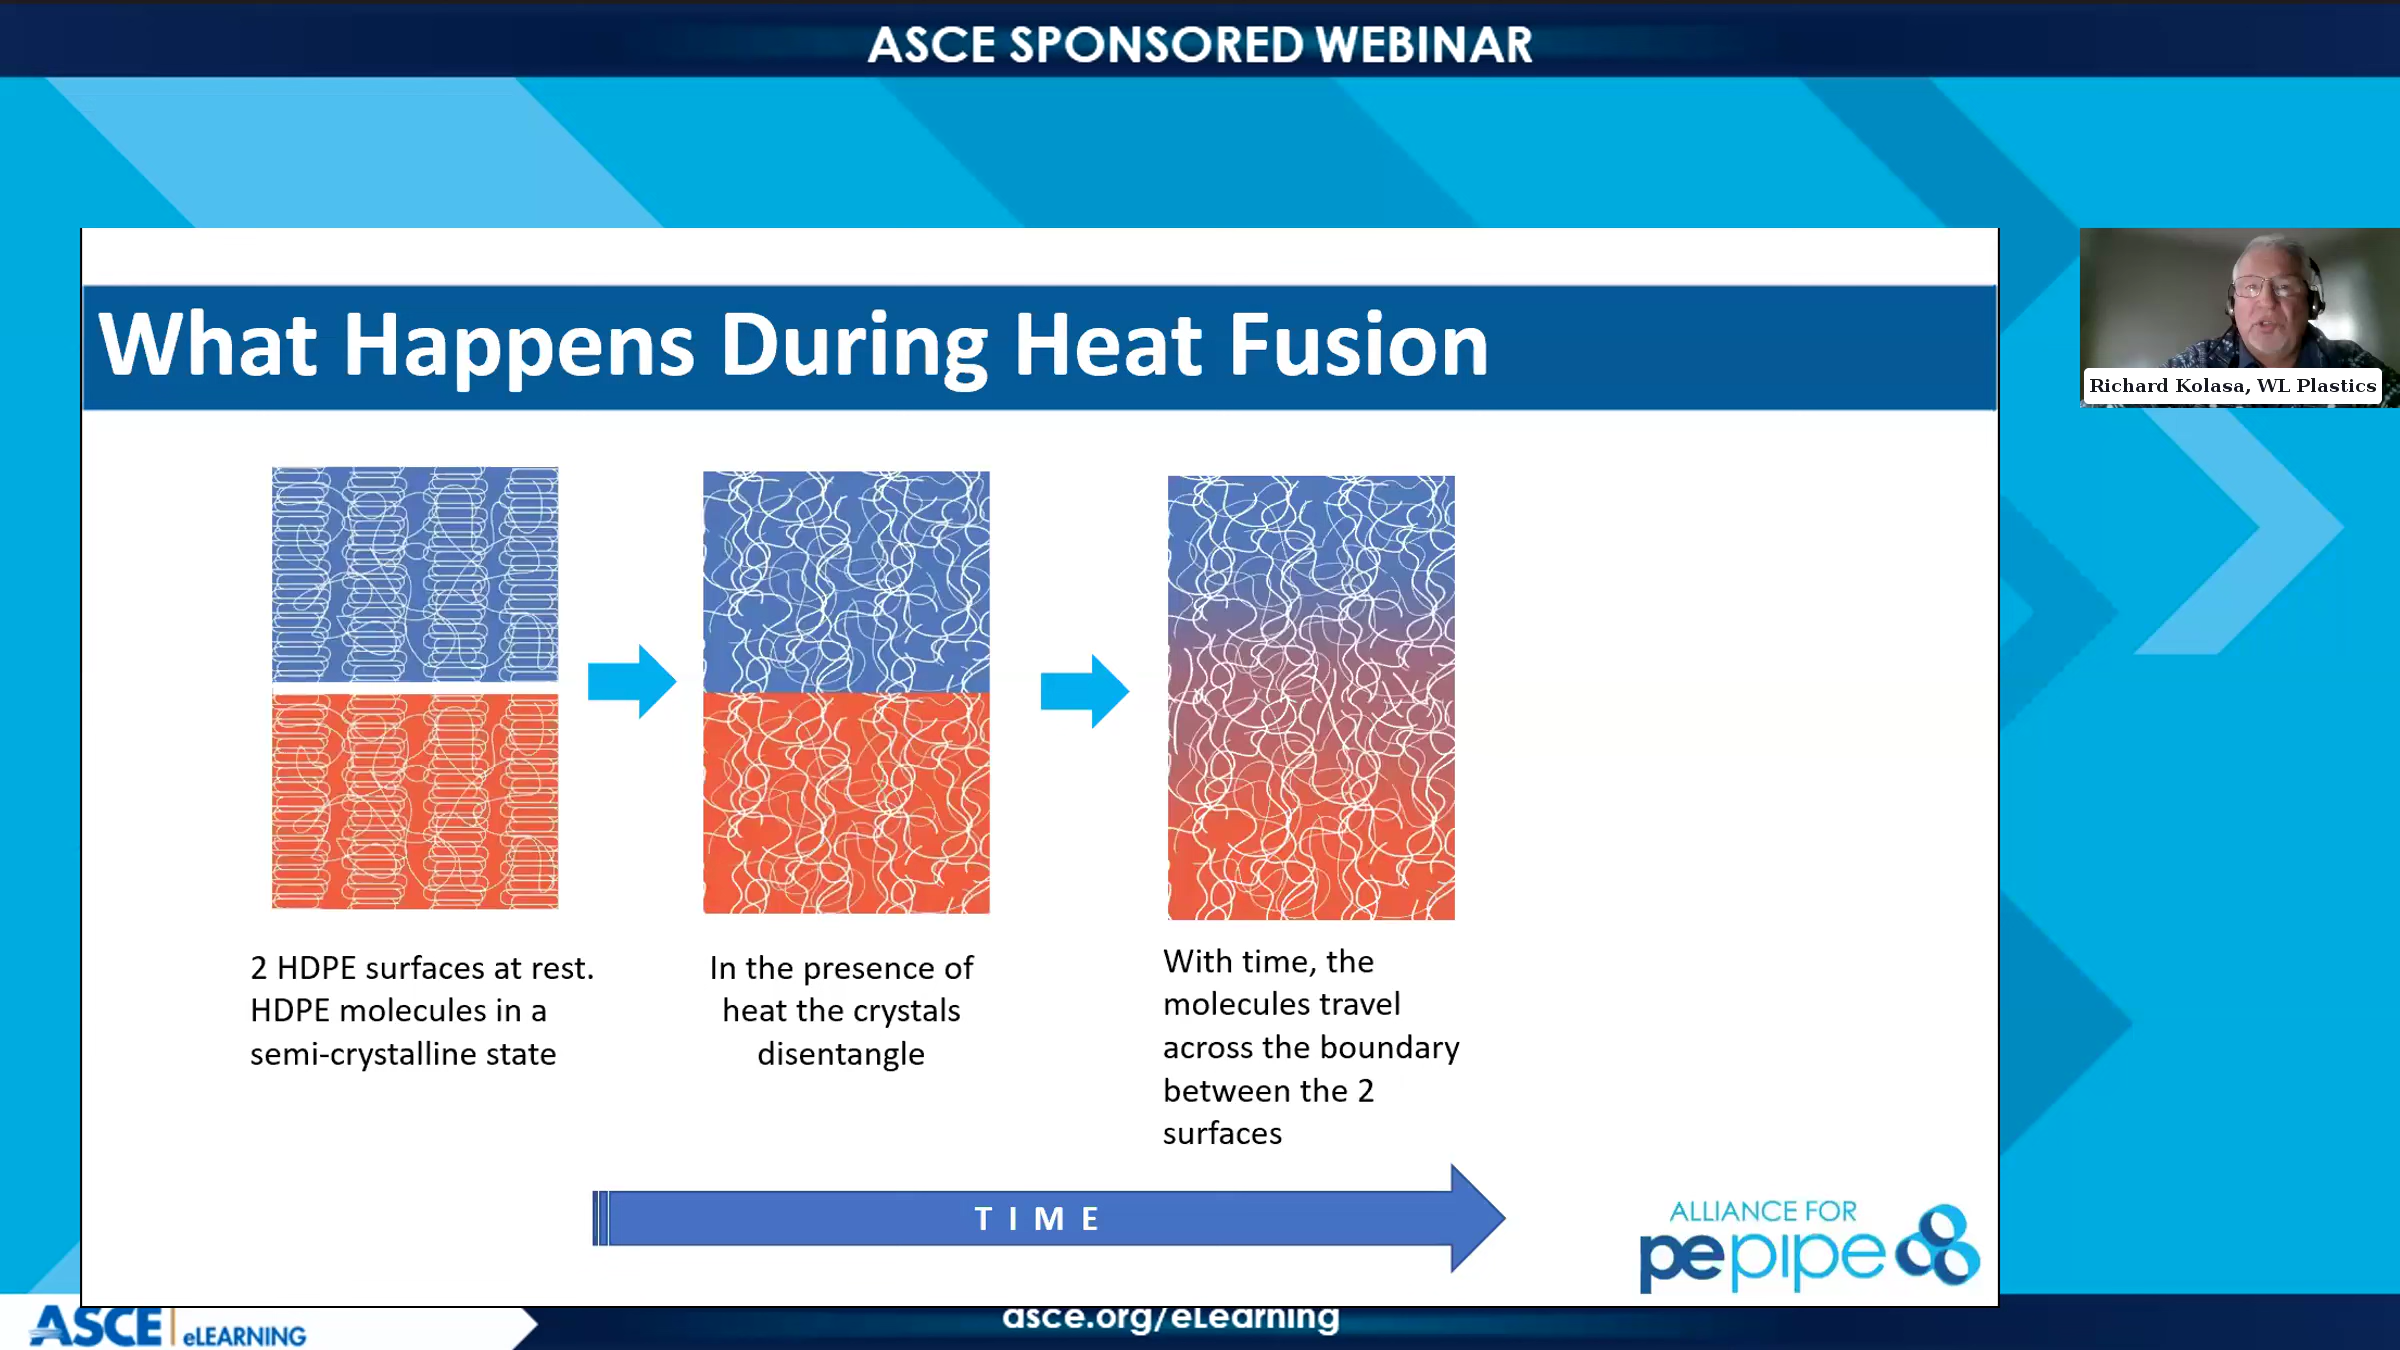 ASCE SPONSORED WEBINAR
What Happens During Heat Fusion
Richard Kolasa, WL Plastics
2 HDPE surfaces at rest.
HDPE molecules in a
semi-crystalline state
In the presence of
heat the crystals
disentangle
With time, the
molecules travel
across the boundary
between the 2
surfaces
TIME
ALLIANCE FOR
pepipe
ASCE eLEARNING
asce.org/eLearning